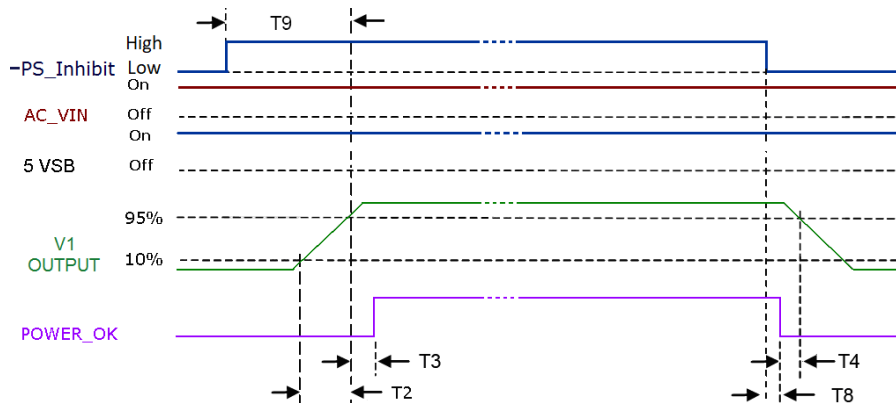 T9
High
-PS_Inhibit Low
On
AC_VIN Off
On
5 VSB Off
95%
V1
10%
OUTPUT
POWER_OK
T3 T4
T2 T8